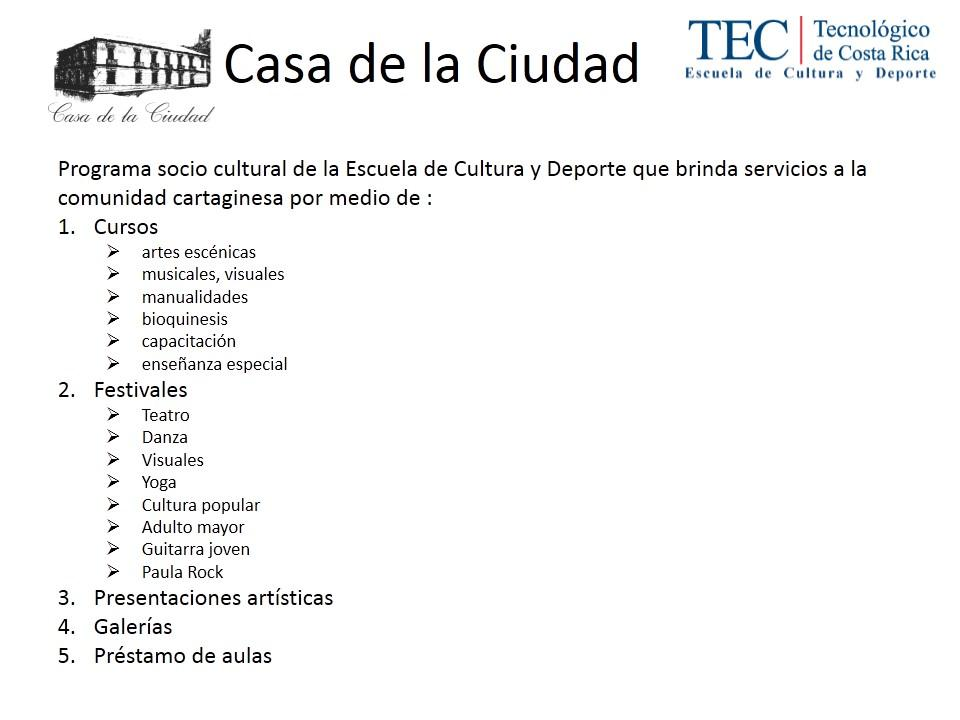 Casa de la Ciudad
Casa de la Ciudad
TEC Tecnológico
de Costa Rica
Escuela de Cultura y Deporte
Programa socio cultural de la Escuela de Cultura y Deporte que brinda servicios a la
comunidad cartaginesa por medio de :
1. Cursos
➢ artes escénicas
➢ musicales, visuales
➢ manualidades
➢ bioquinesis
➢ capacitación
➢ enseñanza especial
2. Festivales
➢ Teatro
➢ Danza
➢ Visuales
➢ Yoga
➢ Cultura popular
➢ Adulto mayor
➢ Guitarra joven
➢ Paula Rock
3. Presentaciones artísticas
4. Galerías
5. Préstamo de aulas